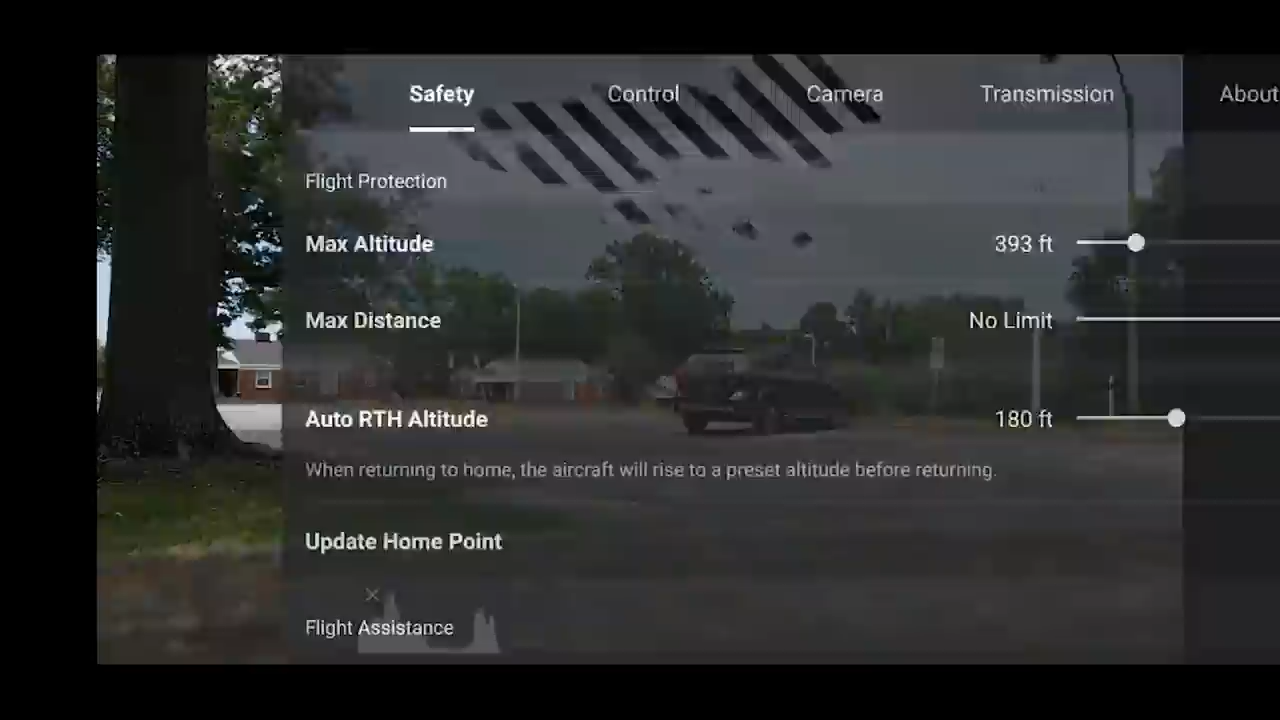 Safety Control Camera Transmission About
Flight Protection
Max Altitude 393 ft
Max Distance No Limit
Auto RTH Altitude 180 ft
When returning to home, the aircraft will rise to a preset altitude before returning.
Update Home Point
Flight Assistance